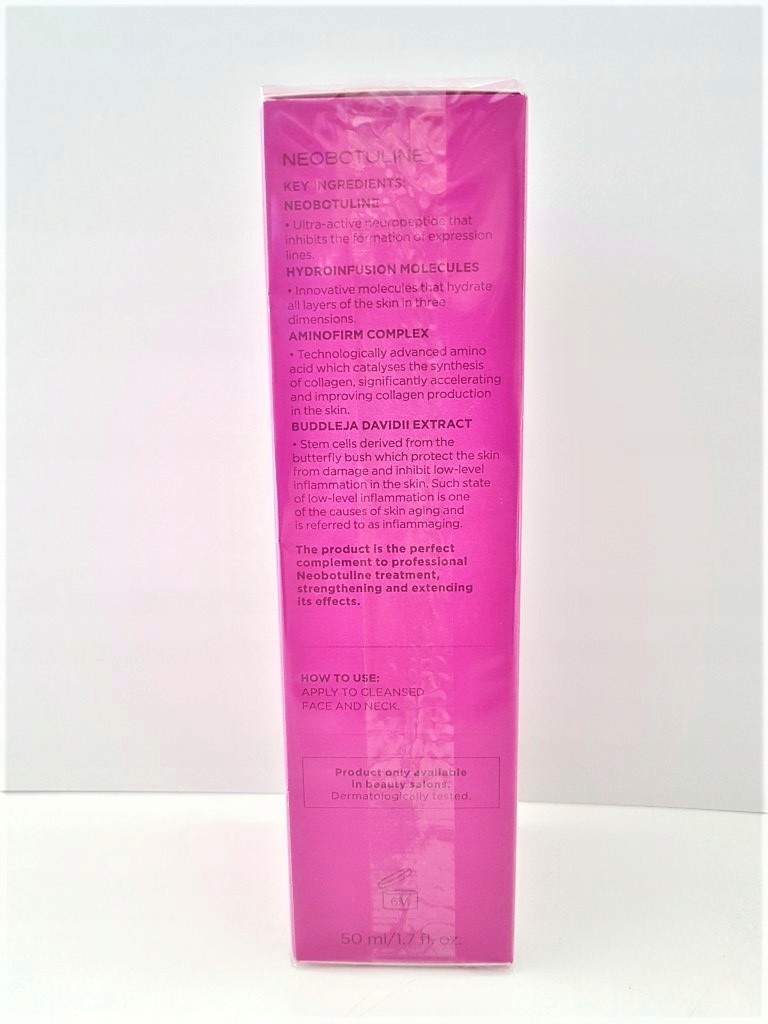 NEOBOTULINE
KEY INGREDIENTS:
NEOBOTULINE
• Ultra-active neuropeptide that
inhibits the formation of expression
lines.
HYDROINFUSION MOLECULES
• Innovative molecules that hydrate
all layers of the skin in three
dimensions.
AMINOFIRM COMPLEX
• Technologically advanced amino
acid which catalyses the synthesis
of collagen, significantly accelerating
and improving collagen production
in the skin.
BUDDLEJA DAVIDII EXTRACT
• Stem cells derived from the
butterfly bush which protect the skin
from damage and inhibit low-level
inflammation in the skin. Such state
of low-level inflammation is one
of the causes of skin aging and
is referred to as inflammaging.
The product is the perfect
complement to professional
Neobotuline treatment,
strengthening and extending
its effects.
HOW TO USE:
APPLY TO CLEANSED
FACE AND NECK.
Product only available
in beauty salons.
Dermatologically tested.
6M
50 ml/1.7 fl. oz.